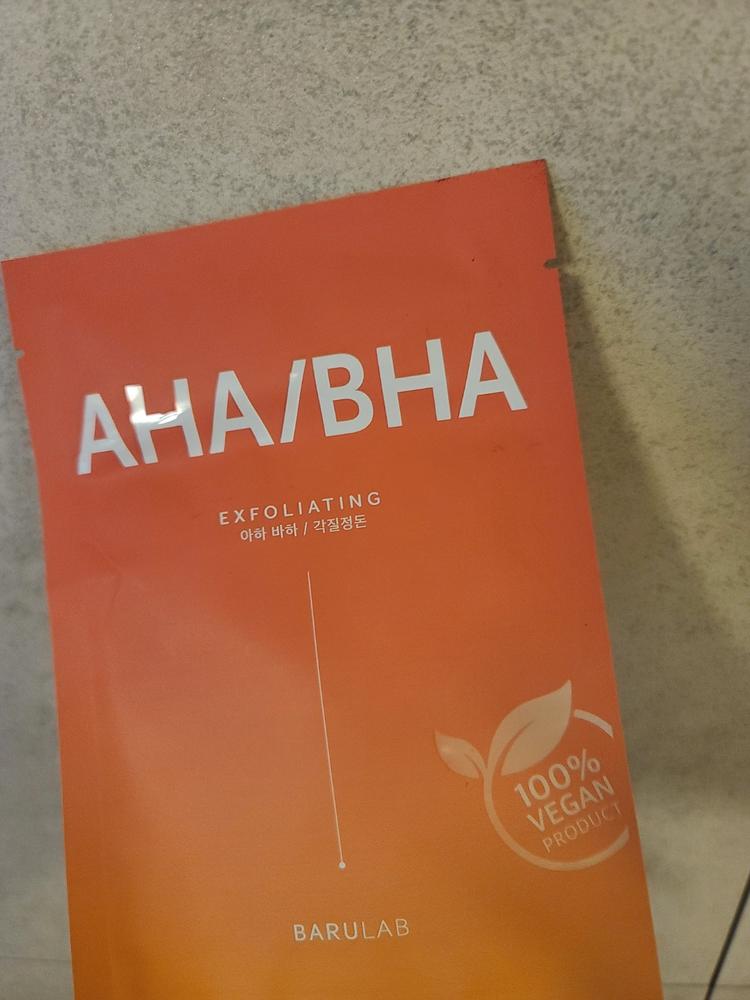 AHA/BHA
EXFOLIATING
아하 바하 / 각질정돈
100%
VEGAN
PRODUCT
BARULAB